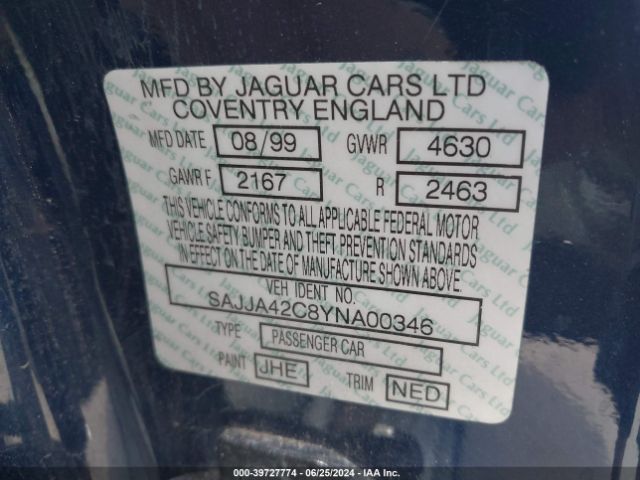 MFD BY JAGUAR CARS LTD
COVENTRY ENGLAND
MFD DATE 08/99 GVWR 4630
GAWR F. 2167 R 2463
THIS VEHICLE CONFORMS TO ALL APPLICABLE FEDERAL MOTOR
VEHICLE SAFETY BUMPER AND THEFT PREVENTION STANDARDS
IN EFFECT ON THE DATE OF MANUFACTURE SHOWN ABOVE.
VEH IDENT NO.
SAJJA42C8YNA00346
TYPE PASSENGER CAR
PAINT JHE TRIM NED
000-39727774 - 06/25/2024 - IAA Inc.